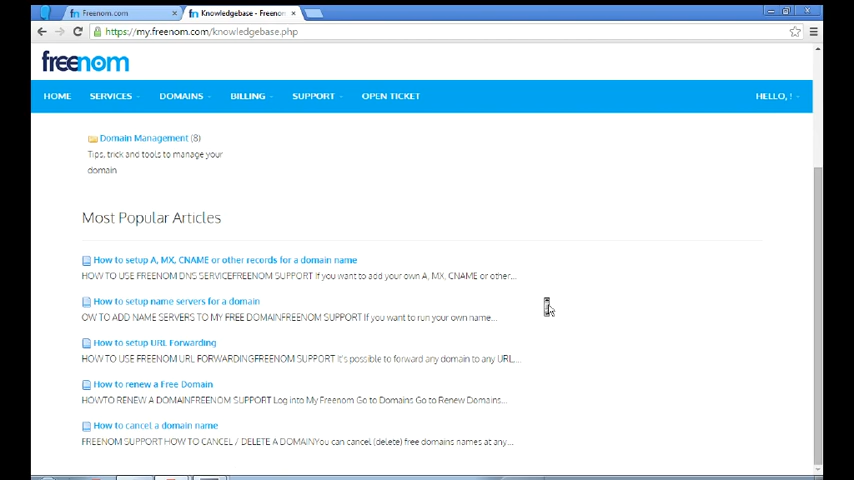 Freenom.com
Knowledgebase - Freenom
https://my.freenom.com/knowledgebase.php
freenom
HOME SERVICES DOMAINS BILLING SUPPORT OPEN TICKET HELLO, !
Domain Management (8)
Tips, trick and tools to manage your
domain
Most Popular Articles
How to setup A, MX, CNAME or other records for a domain name
HOW TO USE FREENOM DNS SERVICEFREENOM SUPPORT If you want to add your own A, MX, CNAME or other...
How to setup name servers for a domain
OW TO ADD NAME SERVERS TO MY FREE DOMAINFREENOM SUPPORT If you want to run your own name...
How to setup URL Forwarding
HOW TO USE FREENOM URL FORWARDINGFREENOM SUPPORT It's possible to forward any domain to any URL....
How to renew a Free Domain
HOWTO RENEW A DOMAINFREENOM SUPPORT Log into My Freenom Go to Domains Go to Renew Domains...
How to cancel a domain name
FREENOM SUPPORT HOW TO CANCEL / DELETE A DOMAINYou can cancel (delete) free domains names at any...